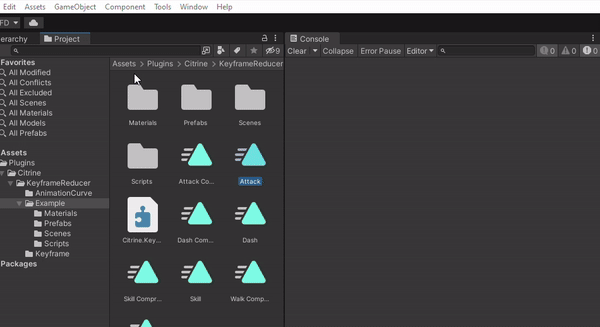 Edit Assets GameObject Component Tools Window Help
FD
erarchy Project Console
Clear Collapse Error Pause Editor 0 0 0
9
Favorites
All Modified
All Conflicts
All Excluded
All Scenes
All Materials
All Models
All Prefabs
Assets
Plugins
Citrine
KeyframeReducer
AnimationCurve
Example
Materials
Prefabs
Scenes
Scripts
Keyframe
Packages
Assets > Plugins > Citrine > KeyframeReducer
Materials Prefabs Scenes
Scripts Attack Co... Attack
Citrine.Key... Dash Com... Dash
Skill Compr... Skill Walk Comp...